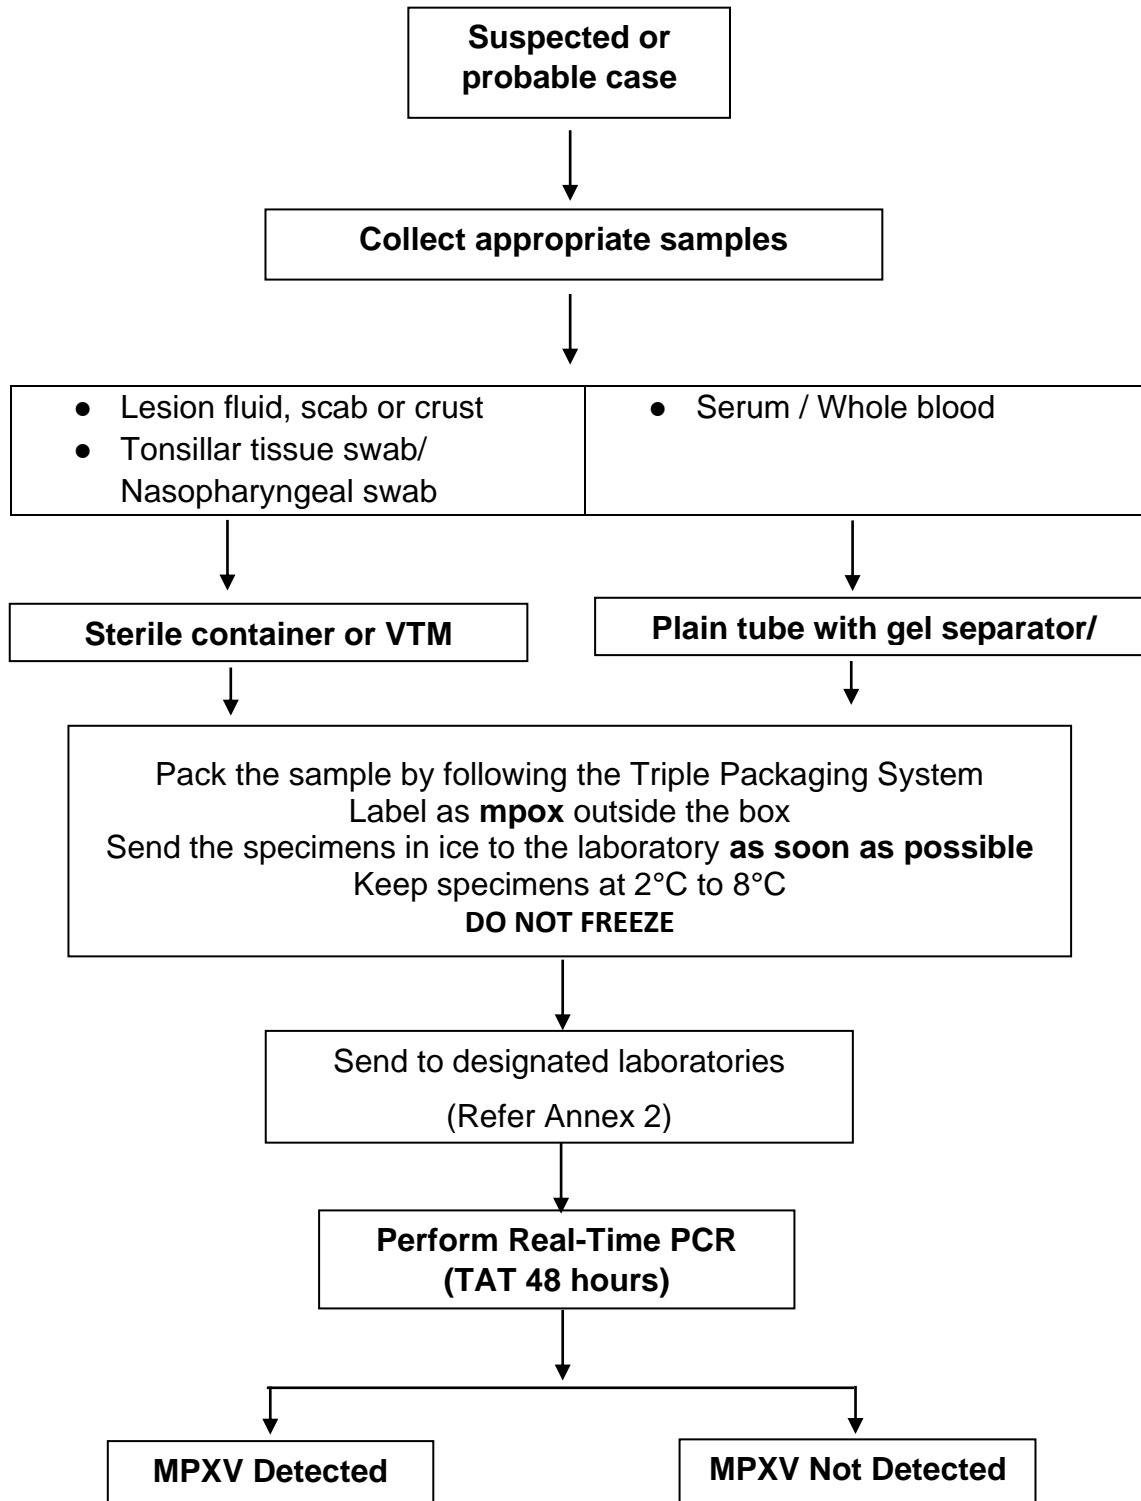 Suspected or
probable case
Collect appropriate samples
● Lesion fluid, scab or crust
● Tonsillar tissue swab/
Nasopharyngeal swab
● Serum / Whole blood
Sterile container or VTM
Plain tube with gel separator/
Pack the sample by following the Triple Packaging System
Label as mpox outside the box
Send the specimens in ice to the laboratory as soon as possible
Keep specimens at 2°C to 8°C
DO NOT FREEZE
Send to designated laboratories
(Refer Annex 2)
Perform Real-Time PCR
(TAT 48 hours)
MPXV Detected
MPXV Not Detected